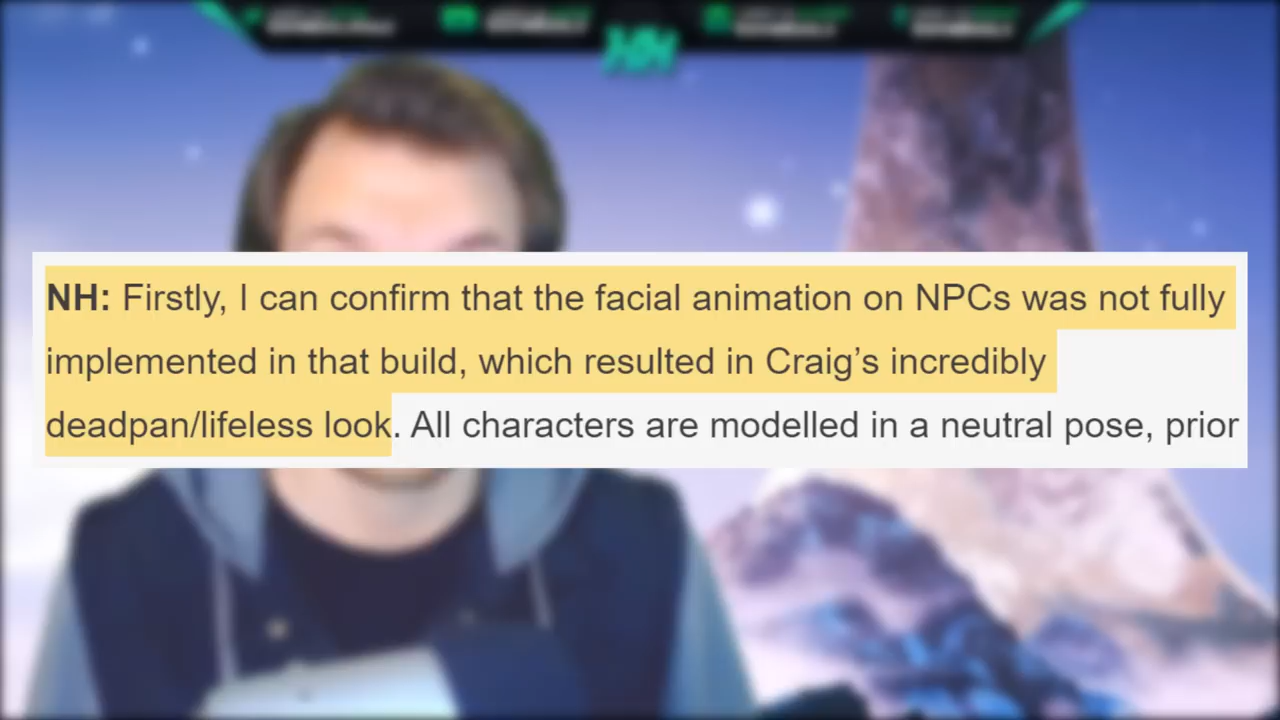 NH: Firstly, I can confirm that the facial animation on NPCs was not fully
implemented in that build, which resulted in Craig’s incredibly
deadpan/lifeless look. All characters are modelled in a neutral pose, prior